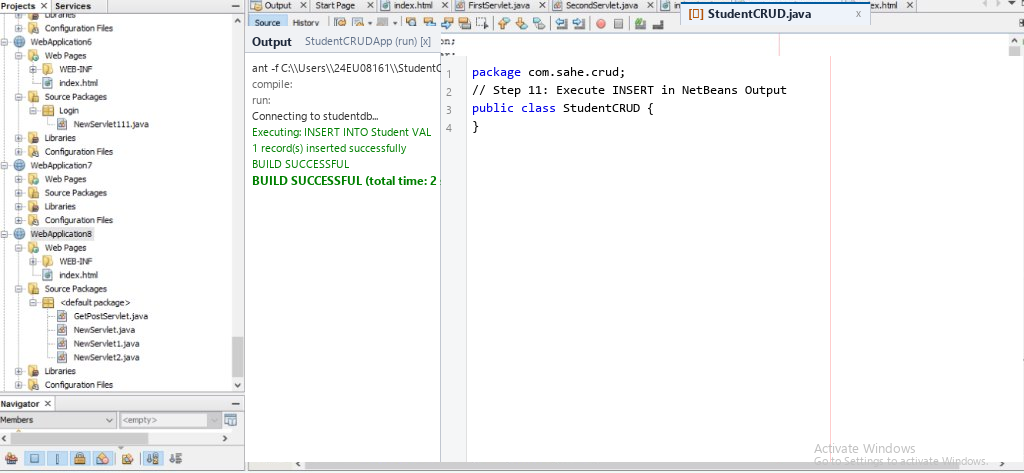 Projects
Services
Libraries
Configuration Files
WebApplication6
Web Pages
WEB-INF
index.html
Source Packages
Login
NewServlet111.java
Libraries
Configuration Files
WebApplication7
Web Pages
Source Packages
Libraries
Configuration Files
WebApplication8
Web Pages
WEB-INF
index.html
Source Packages
<default package>
GetPostServlet.java
NewServlet.java
NewServlet1.java
NewServlet2.java
Libraries
Configuration Files
Navigator
Members
<empty>
Output
Start Page
index.html
FirstServlet.java
SecondServlet.java
StudentCRUD.java x
Source History
Output StudentCRUDApp (run) [x]
ant -f C:\\Users\\24EU08161\\StudentC
compile:
run:
Connecting to studentdb...
Executing: INSERT INTO Student VAL
1 record(s) inserted successfully
BUILD SUCCESSFUL
BUILD SUCCESSFUL (total time: 2
1 package com.sahe.crud;
2 // Step 11: Execute INSERT in NetBeans Output
3 public class StudentCRUD {
4 }
Activate Windows
Go to Settings to activate Windows.